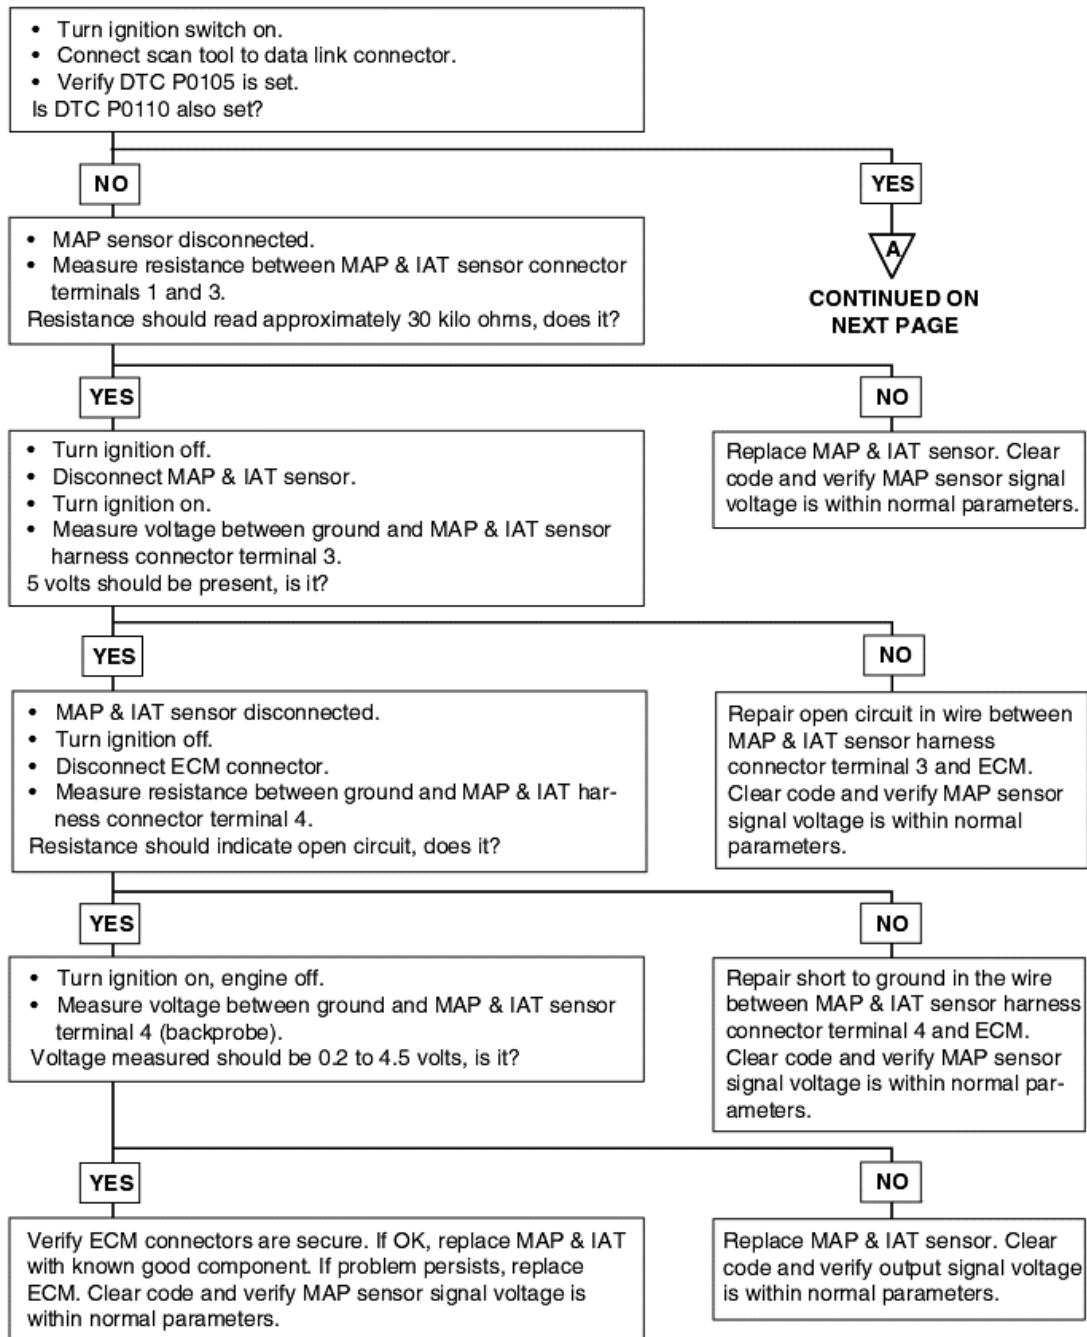 • Turn ignition switch on.
• Connect scan tool to data link connector.
• Verify DTC P0105 is set.
Is DTC P0110 also set?
NO
YES
• MAP sensor disconnected.
• Measure resistance between MAP & IAT sensor connector
terminals 1 and 3.
Resistance should read approximately 30 kilo ohms, does it?
A
CONTINUED ON
NEXT PAGE
YES
NO
• Turn ignition off.
• Disconnect MAP & IAT sensor.
• Turn ignition on.
• Measure voltage between ground and MAP & IAT sensor
harness connector terminal 3.
5 volts should be present, is it?
Replace MAP & IAT sensor. Clear
code and verify MAP sensor signal
voltage is within normal parameters.
YES
NO
• MAP & IAT sensor disconnected.
• Turn ignition off.
• Disconnect ECM connector.
• Measure resistance between ground and MAP & IAT har-
ness connector terminal 4.
Resistance should indicate open circuit, does it?
Repair open circuit in wire between
MAP & IAT sensor harness
connector terminal 3 and ECM.
Clear code and verify MAP sensor
signal voltage is within normal
parameters.
YES
NO
• Turn ignition on, engine off.
• Measure voltage between ground and MAP & IAT sensor
terminal 4 (backprobe).
Voltage measured should be 0.2 to 4.5 volts, is it?
Repair short to ground in the wire
between MAP & IAT sensor harness
connector terminal 4 and ECM.
Clear code and verify MAP sensor
signal voltage is within normal par-
ameters.
YES
NO
Verify ECM connectors are secure. If OK, replace MAP & IAT
with known good component. If problem persists, replace
ECM. Clear code and verify MAP sensor signal voltage is
within normal parameters.
Replace MAP & IAT sensor. Clear
code and verify output signal voltage
is within normal parameters.